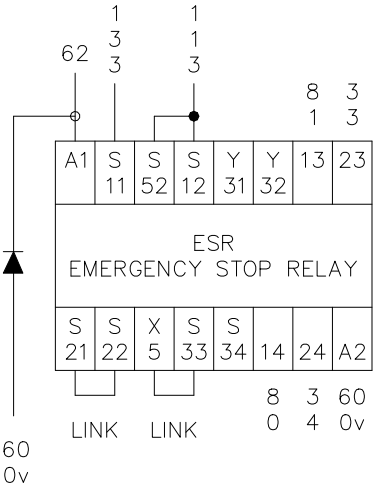 62
1 1
3 1
3 3
8 3
1 3
A1 S S S Y Y 13 23
11 52 12 31 32
ESR
EMERGENCY STOP RELAY
S S X S S
21 22 5 33 34 14 24 A2
8 3 60
0 4 0v
LINK LINK
60
0v